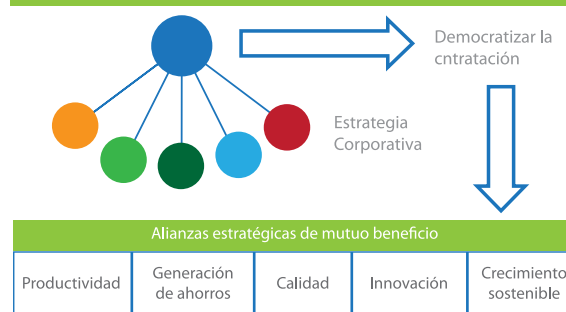 Democratizar la
cntratación
Estrategia
Corporativa
Alianzas estratégicas de mutuo beneficio
Productividad
Generación
de ahorros
Calidad
Innovación
Crecimiento
sostenible